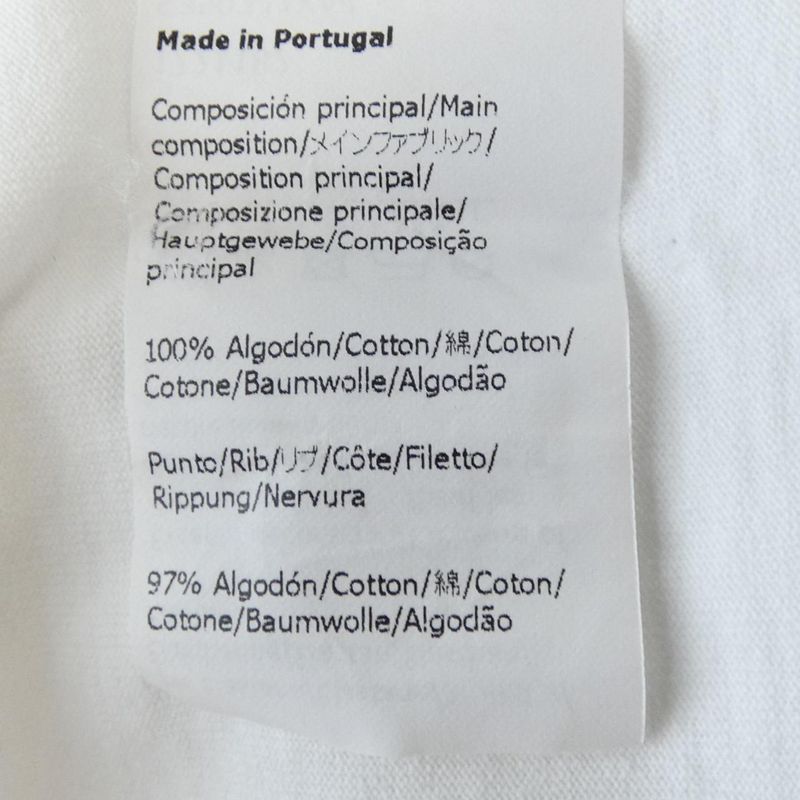 Made in Portugal
Composición principal/Main
composition/メインファブリック/
Composition principal/
Composizione principale/
Hauptgewebe/Composição
principal
100% Algodón/Cotton/綿/Coton/
Cotone/Baumwolle/Algodão
Punto/Rib/リブ/Côte/Filetto/
Rippung/Nervura
97% Algodón/Cotton/綿/Coton/
Cotone/Baumwolle/Algodão